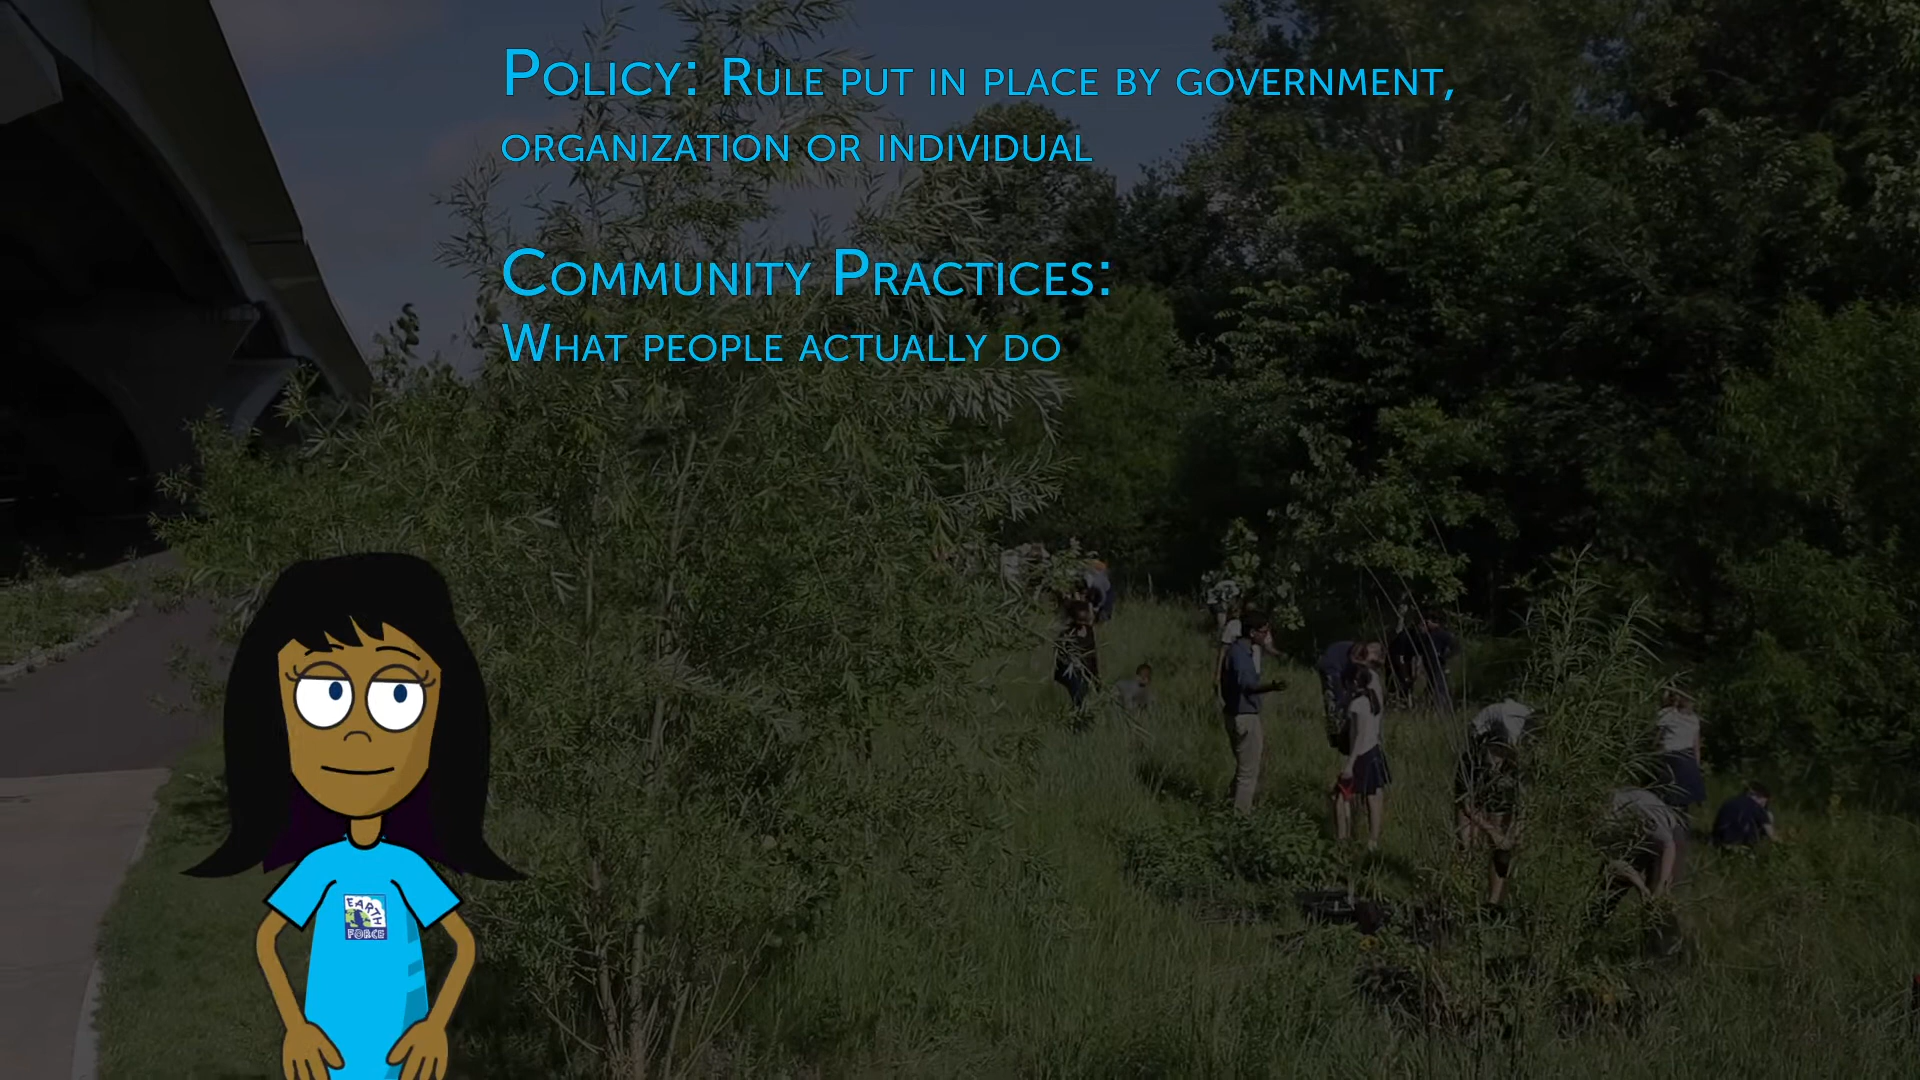 Policy: Rule put in place by government,
organization or individual
Community Practices:
What people actually do
EARTH
FORCE